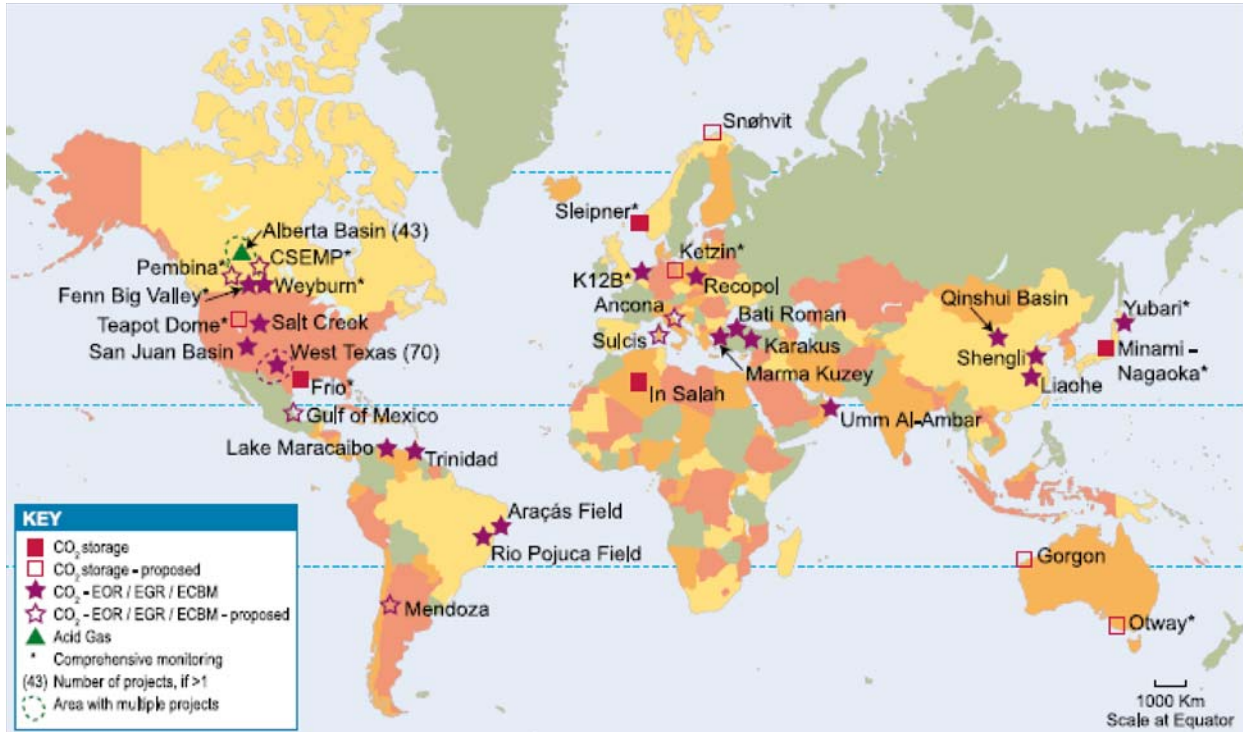 Snøhvit
Sleipner*
Alberta Basin (43)
CSEMP*
Pembina*
Fenn Big Valley*
Weyburn*
Teapot Dome*
Salt Creek
San Juan Basin
West Texas (70)
Frio*
Gulf of Mexico
Lake Maracaibo
Trinidad
Araçás Field
Rio Pojuca Field
Mendoza
Ketzin*
K12B*
Recopol
Ancona
Bati Roman
Sulcis
Karakus
Marma Kuzey
In Salah
Umm Al-Ambar
Qinshui Basin
Yubari*
Shengli
Minami -
Nagaoka*
Liaohe
Gorgon
Otway*
1000 Km
Scale at Equator
KEY
CO₂ storage
CO₂ storage - proposed
CO₂ - EOR / EGR / ECBM
CO₂ - EOR / EGR / ECBM - proposed
Acid Gas
* Comprehensive monitoring
(43) Number of projects, if >1
Area with multiple projects